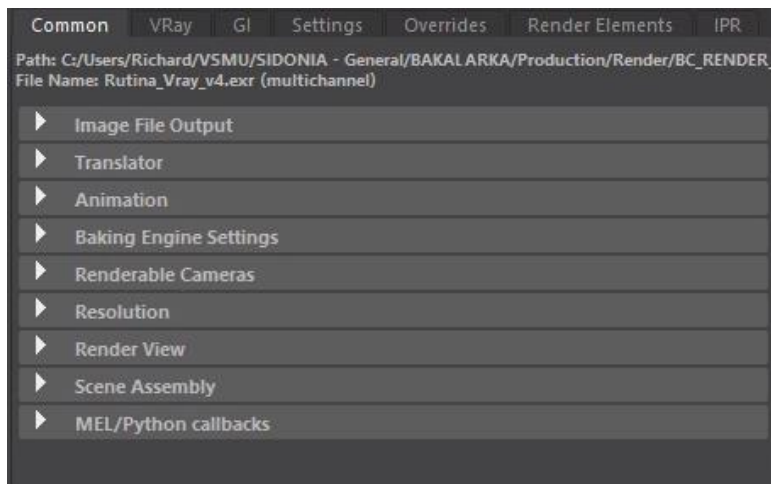 Common VRay GI Settings Overrides Render Elements IPR
Path: C:/Users/Richard/VSMU/SIDONIA - General/BAKALARKA/Production/Render/BC_RENDER_
File Name: Rutina_Vray_v4.exr (multichannel)
Image File Output
Translator
Animation
Baking Engine Settings
Renderable Cameras
Resolution
Render View
Scene Assembly
MEL/Python callbacks